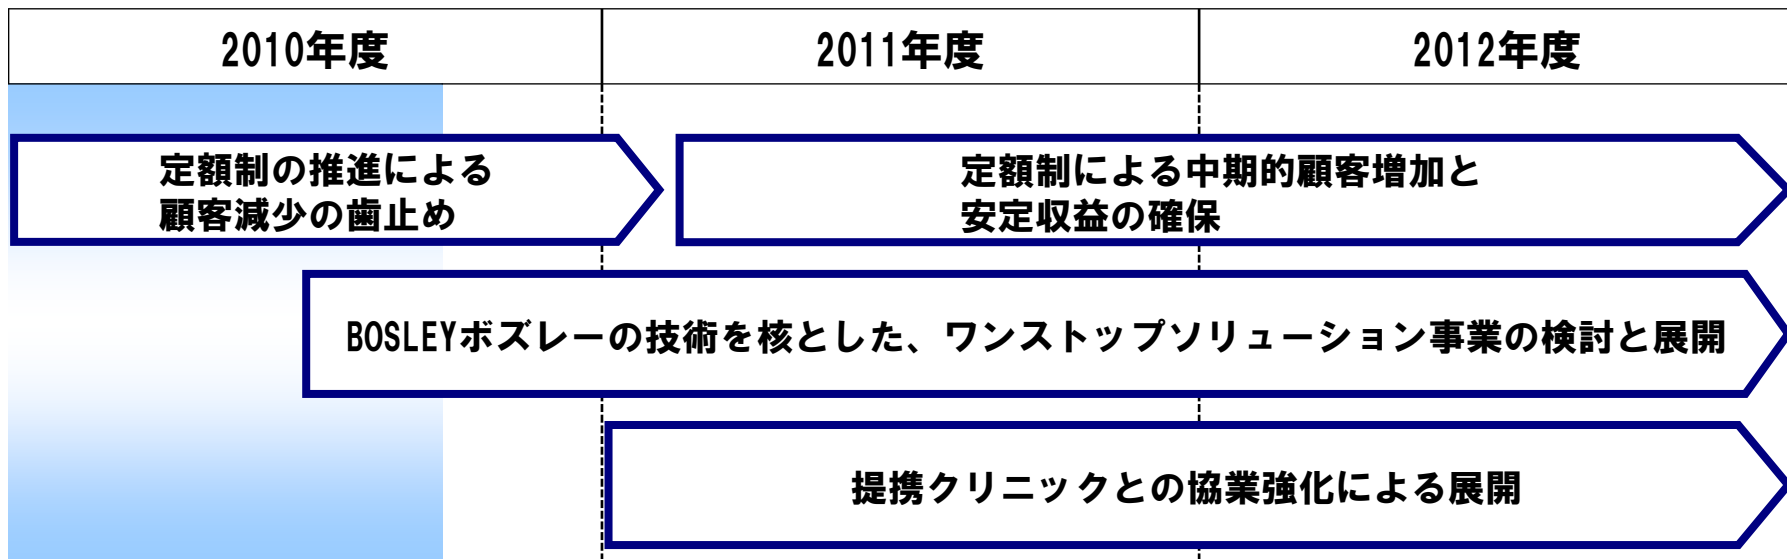 2010年度
2011年度
2012年度
定額制の推進による
顧客減少の歯止め
定額制による中期的顧客増加と
安定収益の確保
BOSLEYボズレーの技術を核とした、ワンストップソリューション事業の検討と展開
提携クリニックとの協業強化による展開